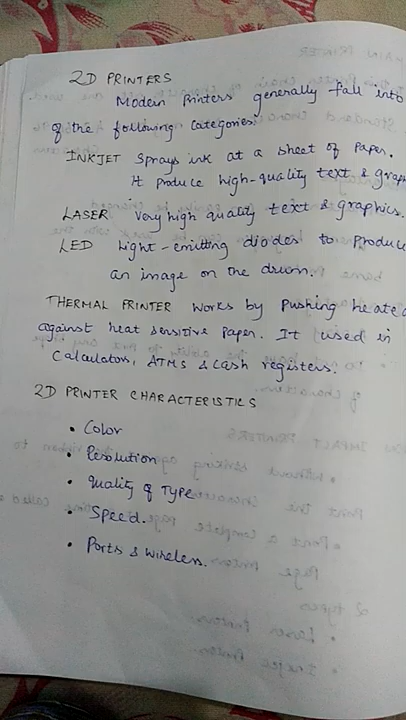 2D PRINTERS
Modern Printers generally fall into
of the following categories.
INKJET Sprays ink at a sheet of Paper.
It produce high-quality text & graph
LASER Very high quality text & graphics.
LED Light-emitting diodes to Produce
an image on the drum.
THERMAL PRINTER Works by Pushing heated
against heat sensitive Paper. It used in
Calculators, ATMs & Cash registers.
2D PRINTER CHARACTERISTICS
• Color
• Resolution
• Quality of Type
• Speed.
• Ports & Wireless.